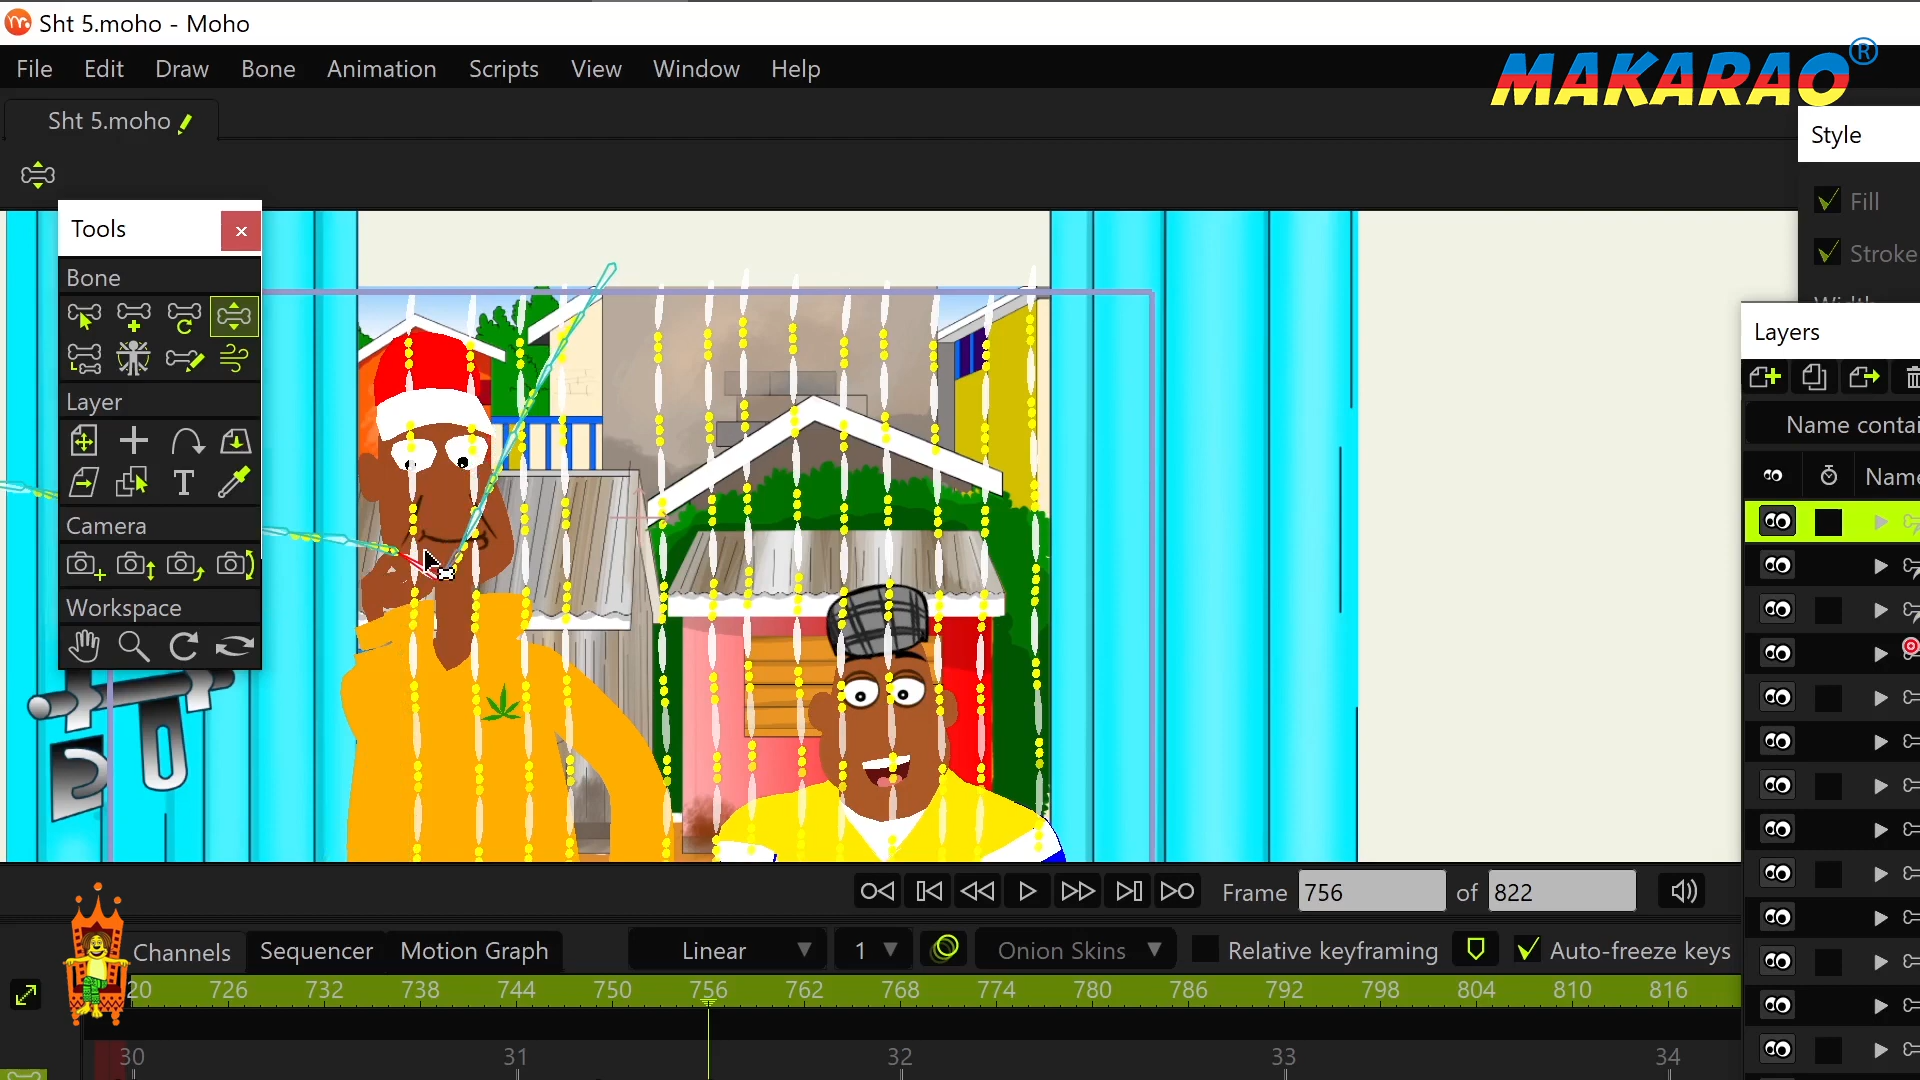 Sht 5.moho - Moho
File Edit Draw Bone Animation Scripts View Window Help
MAKARAO®
Sht 5.moho
Style
Tools
Fill
Bone
Stroke
Layers
Layer
Name
Camera
Workspace
Frame 756 of 822
Channels Sequencer Motion Graph Linear 1 Onion Skins Relative keyframing Auto-freeze keys
20 726 732 738 744 750 756 762 768 774 780 786 792 798 804 810 816
30 31 32 33 34